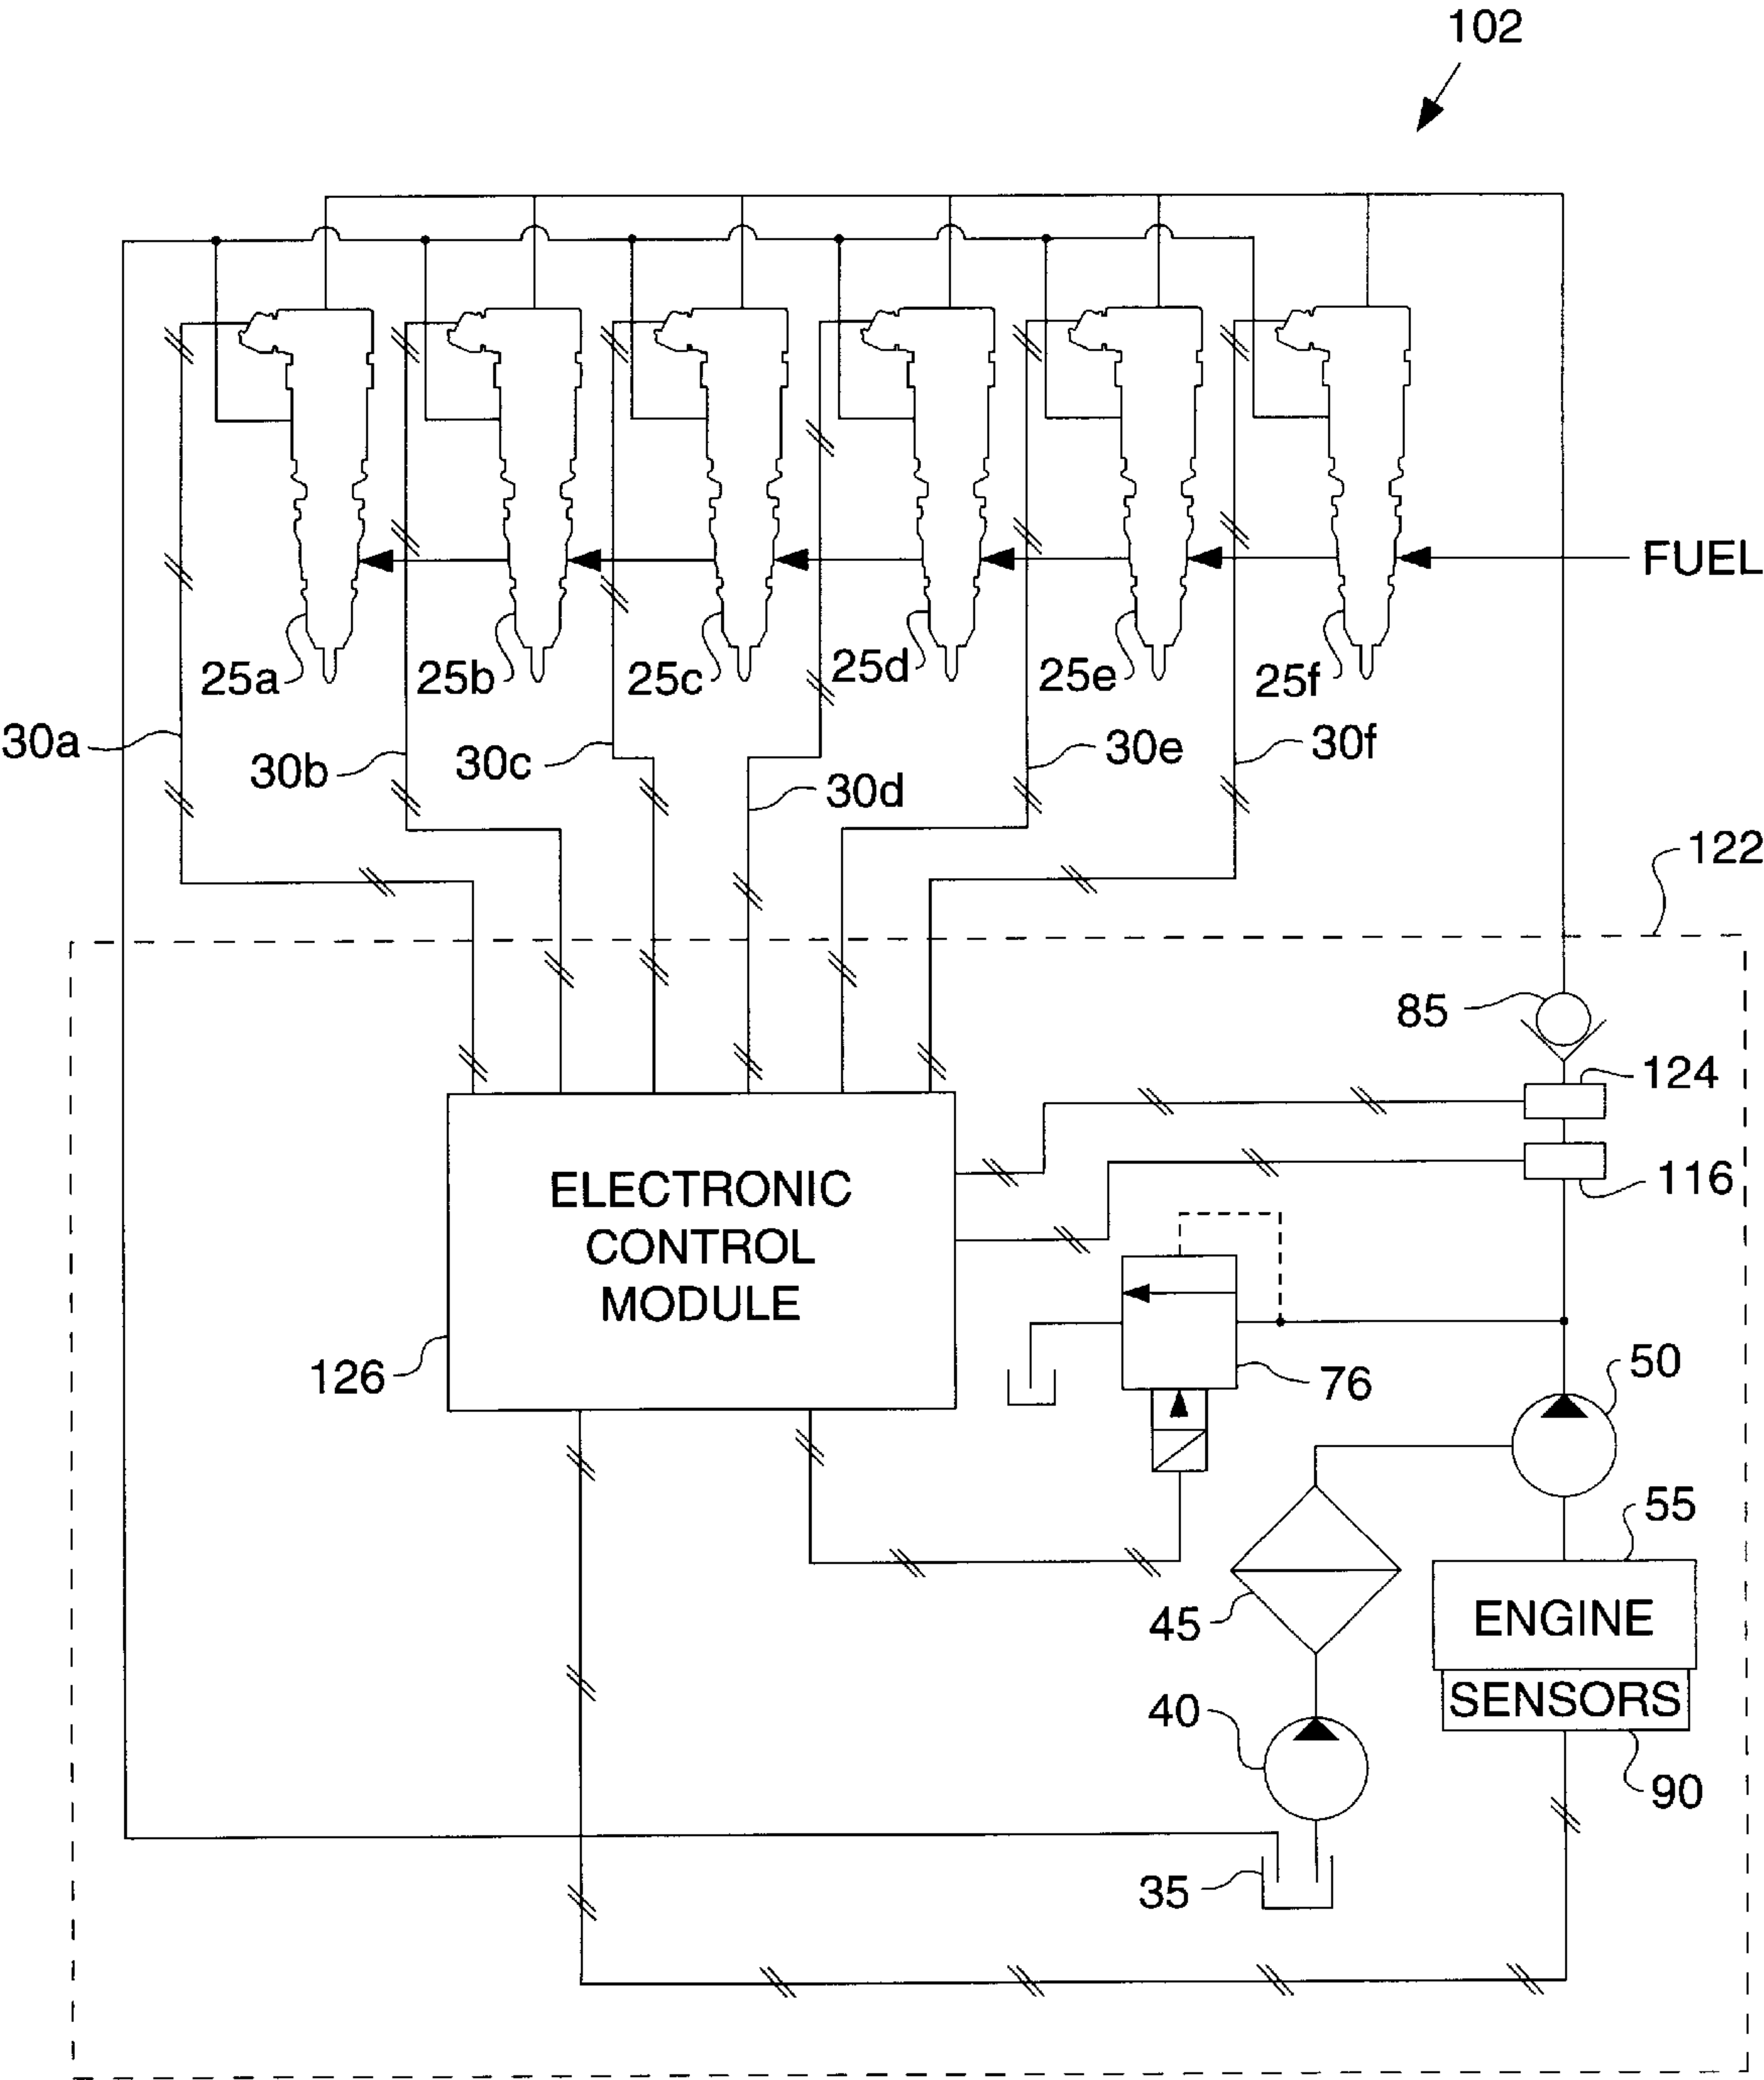 102
FUEL
25a
25b
25c
25d
25e
25f
30a
30b
30c
30d
30e
30f
122
85
124
116
ELECTRONIC
CONTROL
MODULE
126
76
50
55
ENGINE
45
SENSORS
40
90
35